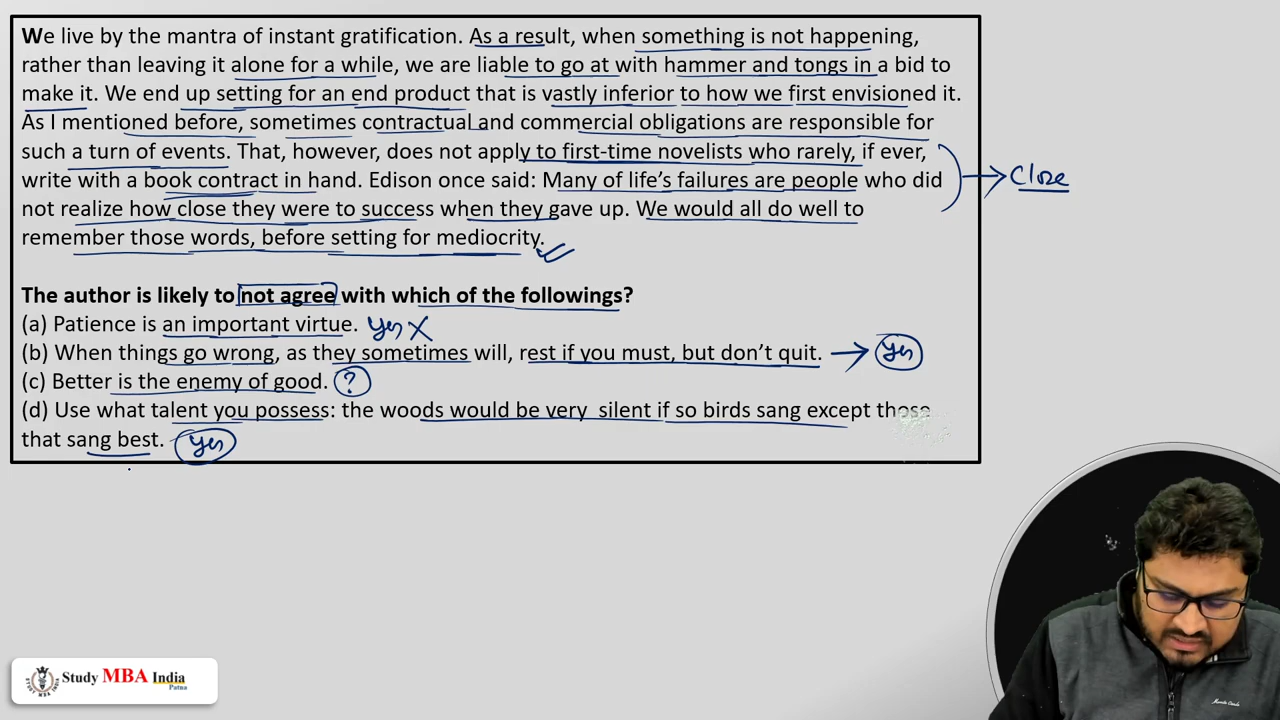 We live by the mantra of instant gratification. As a result, when something is not happening,
rather than leaving it alone for a while, we are liable to go at with hammer and tongs in a bid to
make it. We end up setting for an end product that is vastly inferior to how we first envisioned it.
As I mentioned before, sometimes contractual and commercial obligations are responsible for
such a turn of events. That, however, does not apply to first-time novelists who rarely, if ever,
write with a book contract in hand. Edison once said: Many of life's failures are people who did
not realize how close they were to success when they gave up. We would all do well to
remember those words, before setting for mediocrity.
Close
The author is likely to not agree with which of the followings?
(a) Patience is an important virtue. Yes X
(b) When things go wrong, as they sometimes will, rest if you must, but don't quit. Yes
(c) Better is the enemy of good. ?
(d) Use what talent you possess: the woods would be very silent if so birds sang except those
that sang best. Yes
Study MBA India
Patna